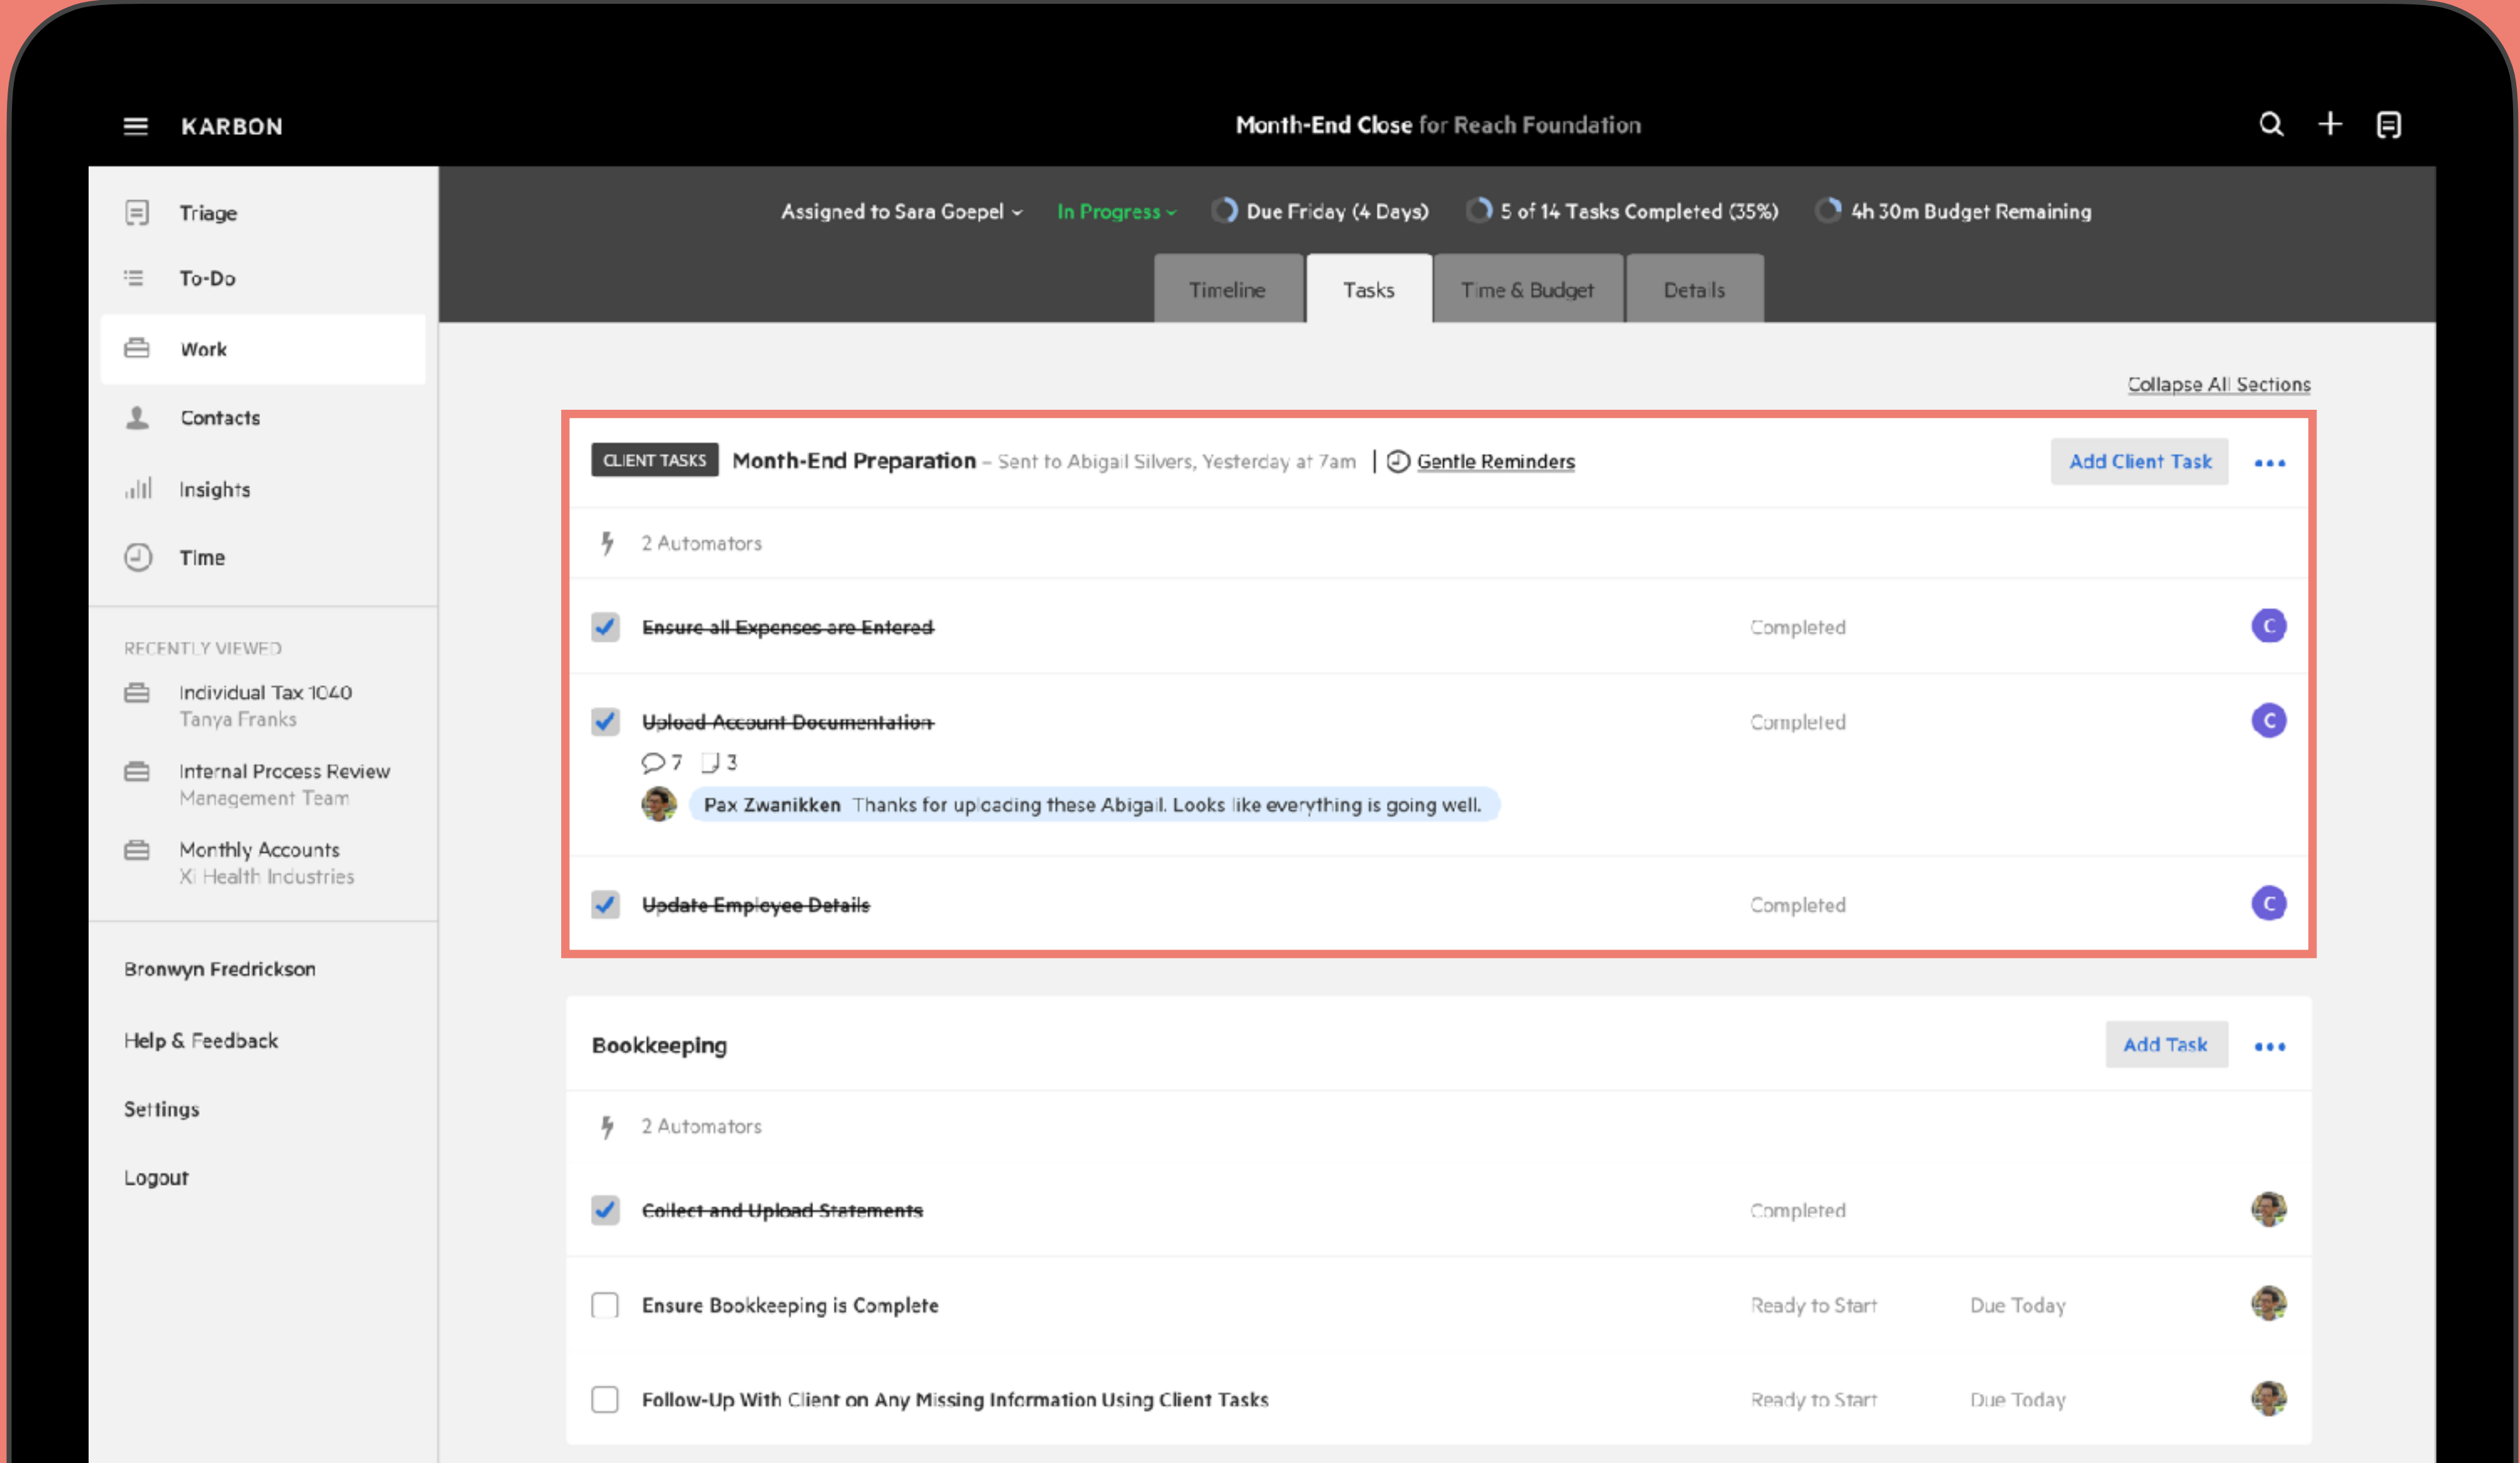 KARBON
Month-End Close for Reach Foundation
Triage
To-Do
Work
Contacts
Insights
Time
RECENTLY VIEWED
Individual Tax 1040
Tanya Franks
Internal Process Review
Management Team
Monthly Accounts
Xi Health Industries
Bronwyn Fredrickson
Help & Feedback
Settings
Logout
Assigned to Sara Goepel In Progress Due Friday (4 Days) 5 of 14 Tasks Completed (35%) 4h 30m Budget Remaining
Timeline Tasks Time & Budget Details
Collapse All Sections
CLIENT TASKS Month-End Preparation – Sent to Abigail Silvers, Yesterday at 7am | Gentle Reminders Add Client Task
2 Automators
Ensure all Expenses are Entered Completed C
Upload Account Documentation Completed C
7 3
Pax Zwanikken Thanks for uploading these Abigail. Looks like everything is going well.
Update Employee Details Completed C
Bookkeeping Add Task
2 Automators
Collect and Upload Statements Completed
Ensure Bookkeeping is Complete Ready to Start Due Today
Follow-Up With Client on Any Missing Information Using Client Tasks Ready to Start Due Today